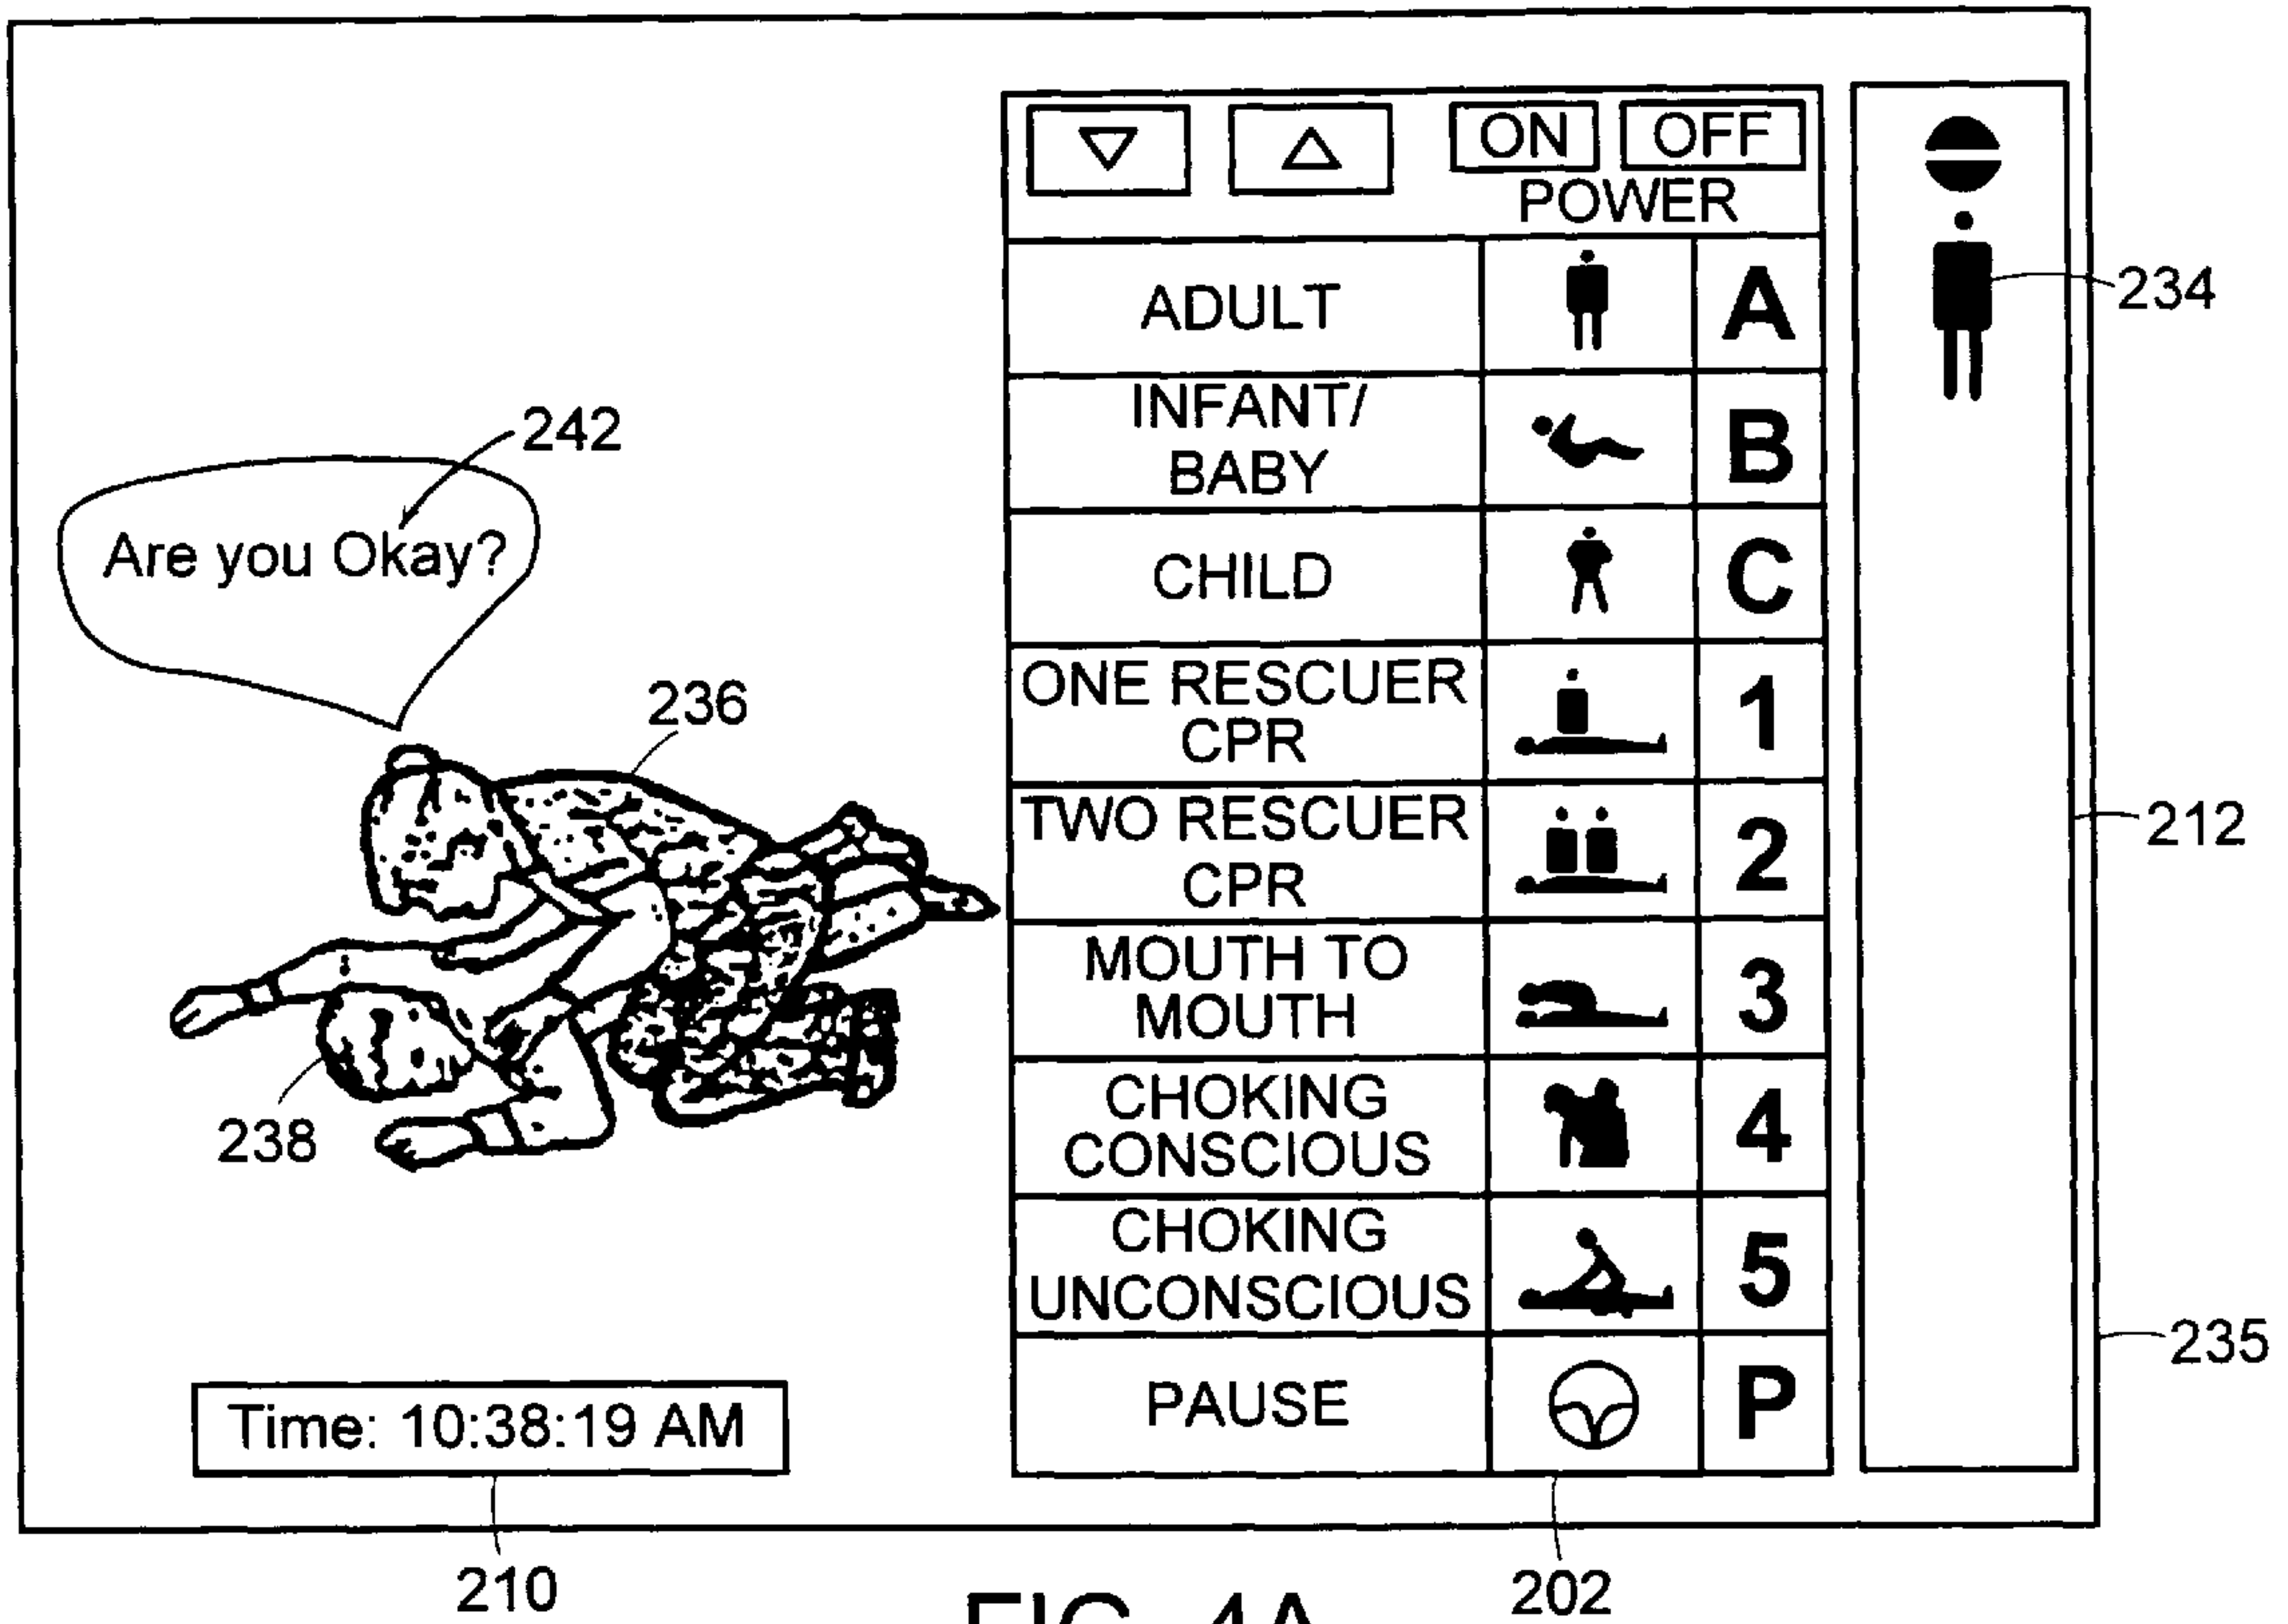 ON OFF
POWER
ADULT A
234
INFANT/
BABY B
CHILD C
242
Are you Okay?
ONE RESCUER
CPR 1
236
TWO RESCUER
CPR 2
212
MOUTH TO
MOUTH 3
238
CHOKING
CONSCIOUS 4
CHOKING
UNCONSCIOUS 5
235
PAUSE P
Time: 10:38:19 AM
210
202
FIG. 4A